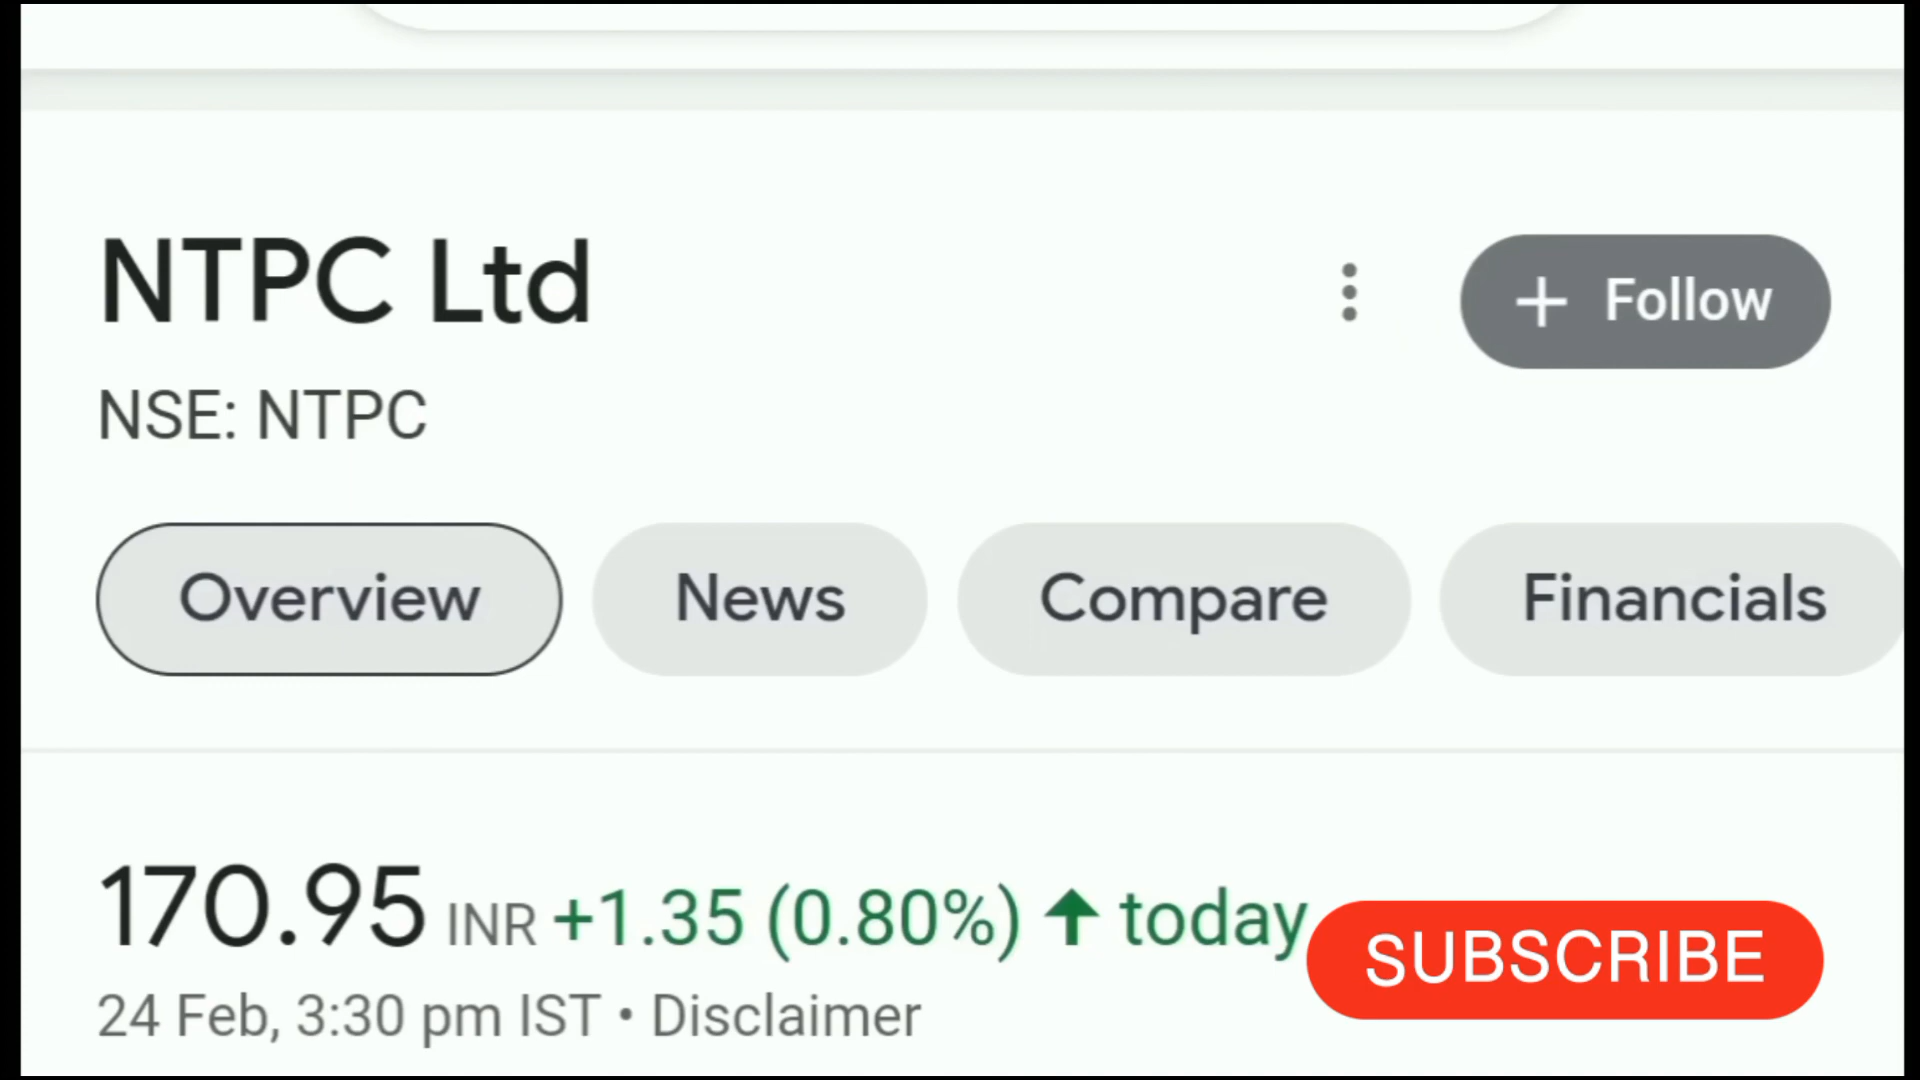 NTPC Ltd
+ Follow
NSE: NTPC
Overview News Compare Financials
170.95 INR +1.35 (0.80%) ↑ today
SUBSCRIBE
24 Feb, 3:30 pm IST • Disclaimer